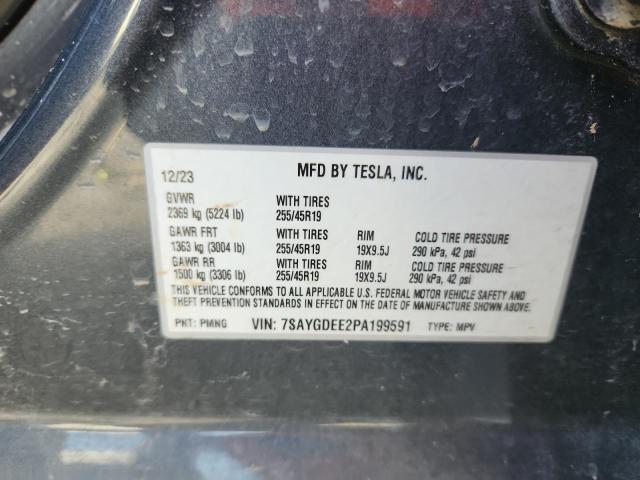 12/23 MFD BY TESLA, INC.
GVWR WITH TIRES
2369 kg (5224 lb) 255/45R19
GAWR FRT WITH TIRES RIM COLD TIRE PRESSURE
1363 kg (3004 lb) 255/45R19 19X9.5J 290 kPa, 42 psi
GAWR RR WITH TIRES RIM COLD TIRE PRESSURE
1500 kg (3306 lb) 255/45R19 19X9.5J 290 kPa, 42 psi
THIS VEHICLE CONFORMS TO ALL APPLICABLE U.S. FEDERAL MOTOR VEHICLE SAFETY AND
THEFT PREVENTION STANDARDS IN EFFECT ON THE DATE OF MANUFACTURE SHOWN ABOVE.
PNT: PMNG VIN: 7SAYGDEE2PA199591 TYPE: MPV